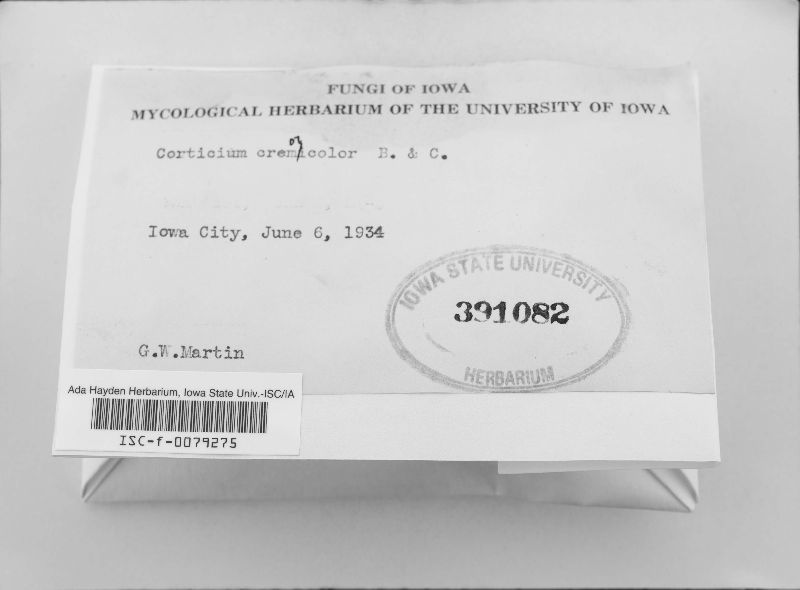 FUNGI OF IOWA
MYCOLOGICAL HERBARIUM OF THE UNIVERSITY OF IOWA
Corticium cremoricolor B. & C.
Iowa City, June 6, 1934
IOWA STATE UNIVERSITY
391082
HERBARIUM
G.W.Martin
Ada Hayden Herbarium, Iowa State Univ.-ISC/IA
ISC-f-0079275